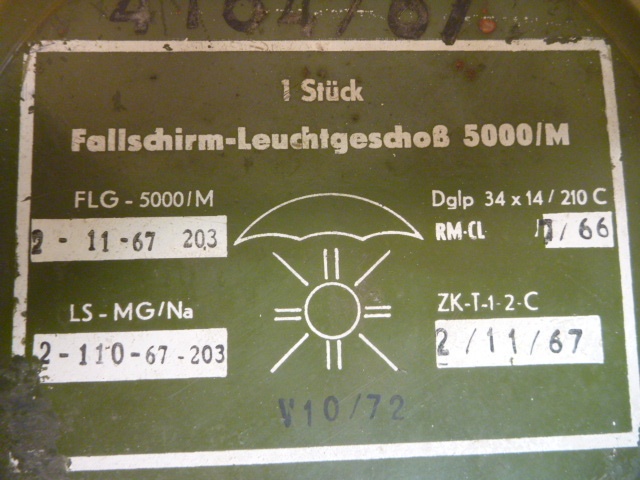 1 Stück
Fallschirm-Leuchtgeschoß 5000/M
FLG - 5000/M
2 - 11 -67 203
Dglp 34 x 14 / 210 C
RM-CL 1/ 66
LS - MG/Na
2-110-67-203
ZK-T-1-2-C
2/11/67
V10/72